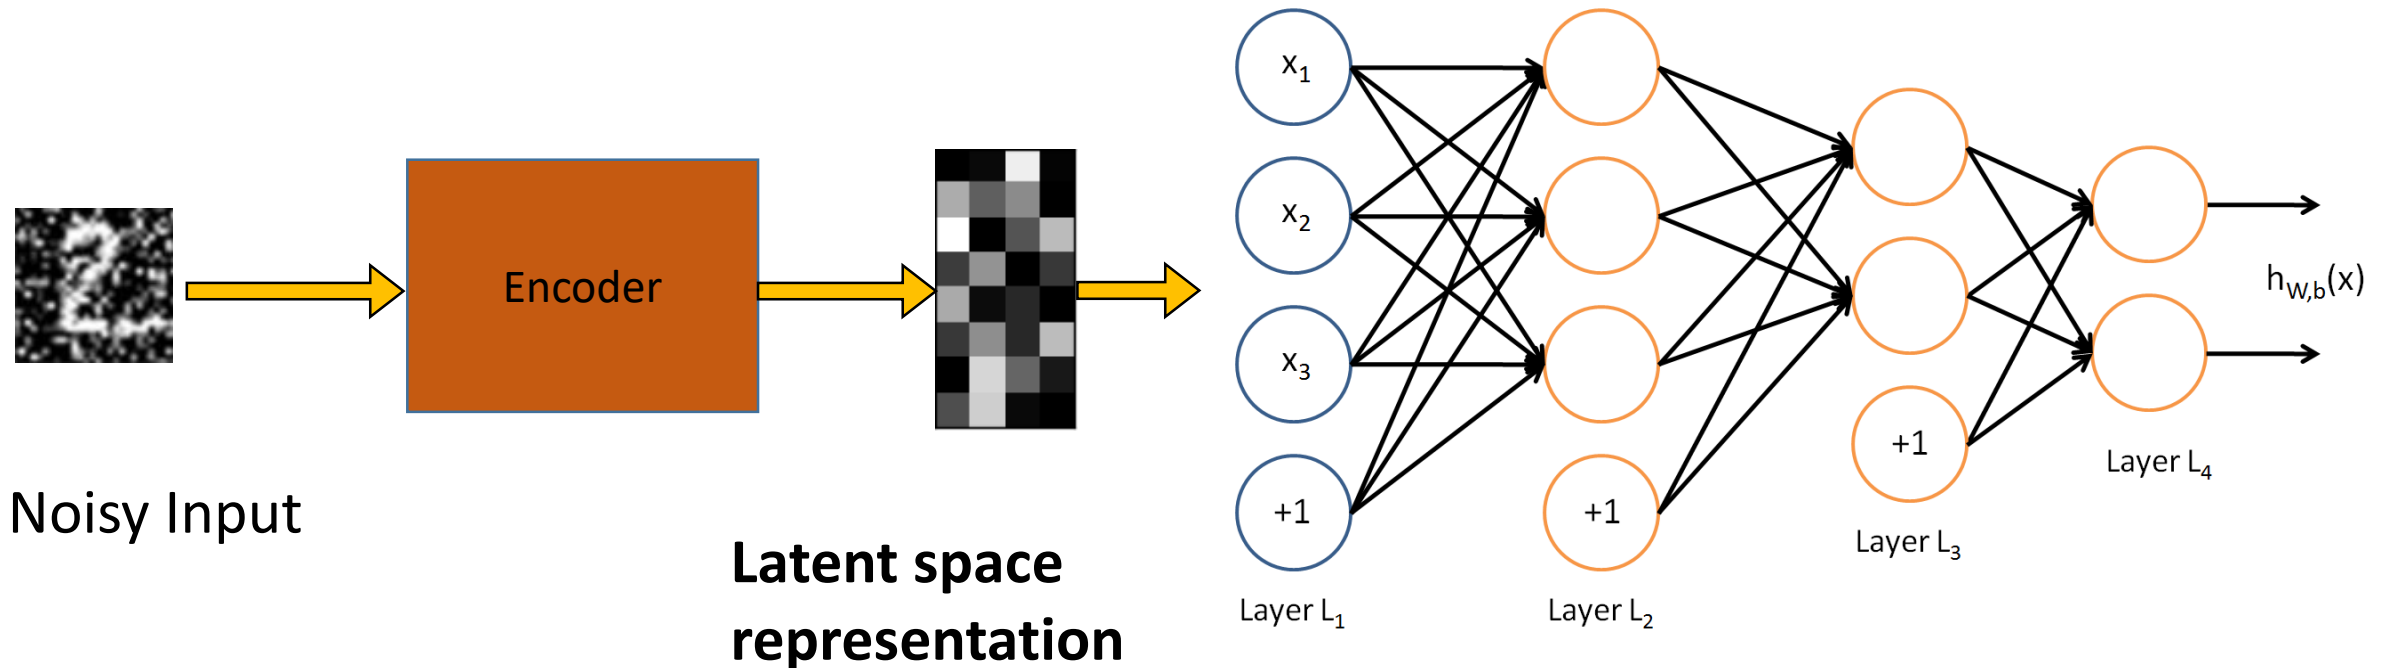 Noisy Input
Encoder
Latent space
representation
x₁
x₂
x₃
+1
Layer L₁
+1
Layer L₂
+1
Layer L₃
Layer L₄
h_W,b(x)